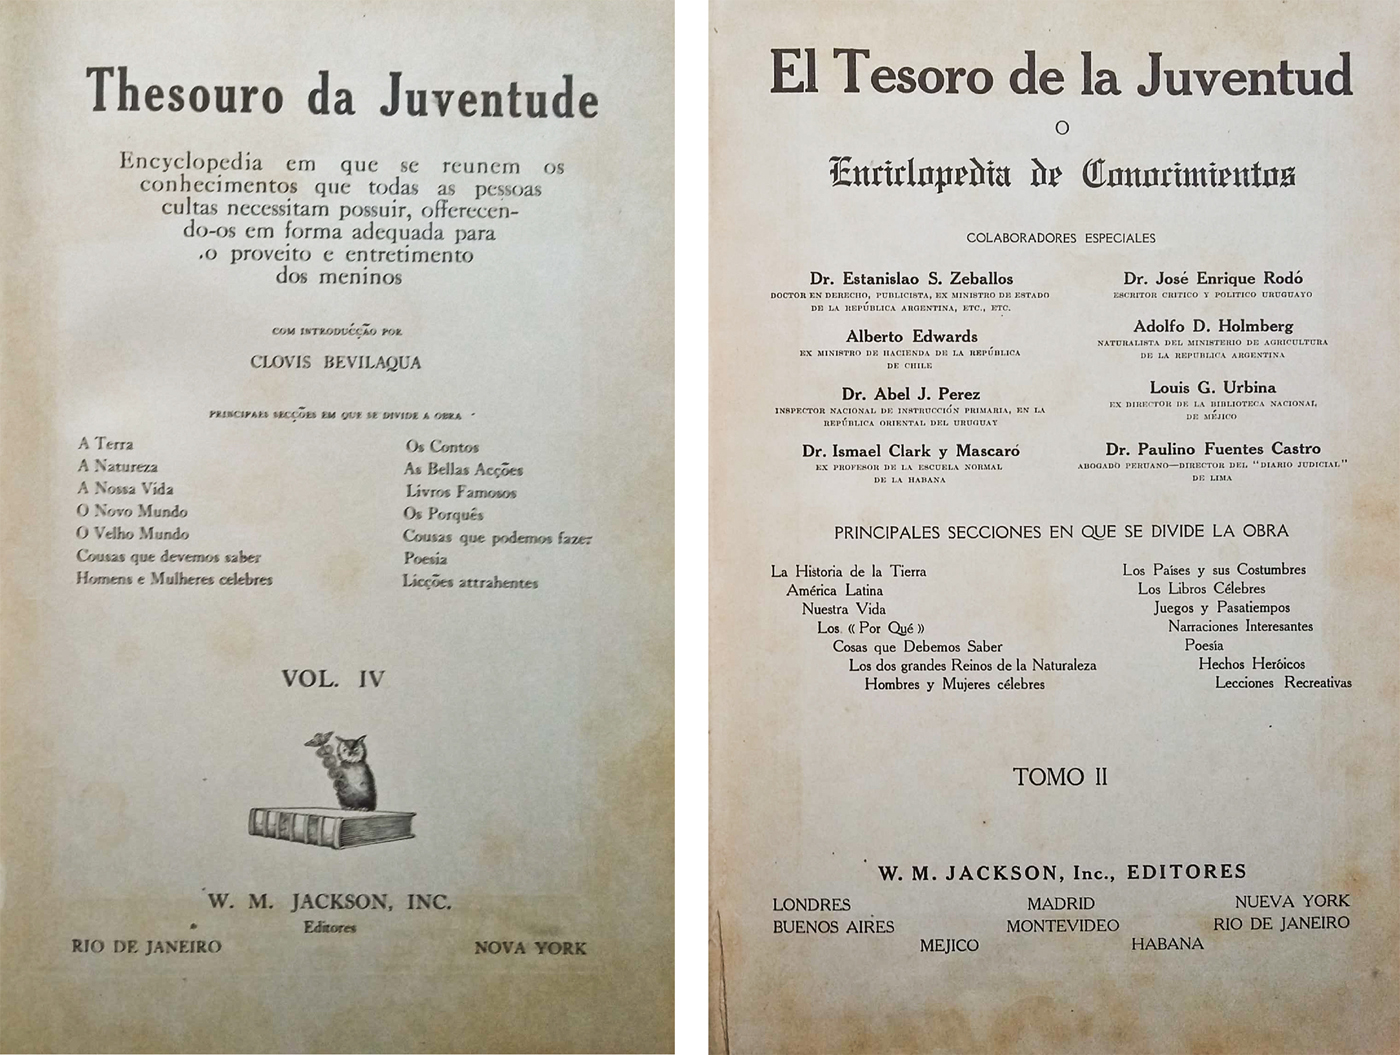 Thesouro da Juventude
Encyclopedia em que se reunem os
conhecimentos que todas as pessoas
cultas necessitam possuir, offerecen-
do-os em forma adequada para
o proveito e entretimento
dos meninos
COM INTRODUCÇÃO POR
CLOVIS BEVILAQUA
PRINCIPAES SECÇÕES EM QUE SE DIVIDE A OBRA
A Terra
A Natureza
A Nossa Vida
O Novo Mundo
O Velho Mundo
Cousas que devemos saber
Homens e Mulheres celebres
Os Contos
As Bellas Acções
Livros Famosos
Os Porquês
Cousas que podemos fazer
Poesia
Licções attrahentes
VOL. IV
W. M. JACKSON, INC.
Editores
RIO DE JANEIRO NOVA YORK
El Tesoro de la Juventud
O
Enciclopedia de Conocimientos
COLABORADORES ESPECIALES
Dr. Estanislao S. Zeballos
DOCTOR EN DERECHO, PUBLICISTA, EX MINISTRO DE ESTADO
DE LA REPÚBLICA ARGENTINA, ETC., ETC.
Alberto Edwards
EX MINISTRO DE HACIENDA DE LA REPÚBLICA
DE CHILE
Dr. Abel J. Perez
INSPECTOR NACIONAL DE INSTRUCCIÓN PRIMARIA, EN LA
REPÚBLICA ORIENTAL DEL URUGUAY
Dr. Ismael Clark y Mascaró
EX PROFESOR DE LA ESCUELA NORMAL
DE LA HABANA
Dr. José Enrique Rodó
ESCRITOR CRITICO Y POLITICO URUGUAYO
Adolfo D. Holmberg
NATURALISTA DEL MINISTERIO DE AGRICULTURA
DE LA REPUBLICA ARGENTINA
Louis G. Urbina
EX DIRECTOR DE LA BIBLIOTECA NACIONAL
DE MÉJICO
Dr. Paulino Fuentes Castro
ABOGADO PERUANO—DIRECTOR DEL "DIARIO JUDICIAL"
DE LIMA
PRINCIPALES SECCIONES EN QUE SE DIVIDE LA OBRA
La Historia de la Tierra
América Latina
Nuestra Vida
Los « Por Qué »
Cosas que Debemos Saber
Los dos grandes Reinos de la Naturaleza
Hombres y Mujeres célebres
Los Países y sus Costumbres
Los Libros Célebres
Juegos y Pasatiempos
Narraciones Interesantes
Poesía
Hechos Heróicos
Lecciones Recreativas
TOMO II
W. M. JACKSON, Inc., EDITORES
LONDRES MADRID NUEVA YORK
BUENOS AIRES MONTEVIDEO RIO DE JANEIRO
MEJICO HABANA